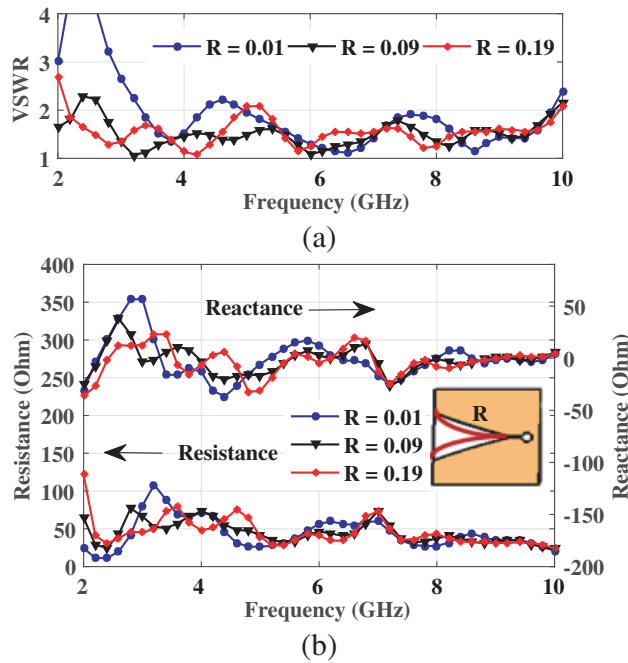 4
3
2
1
VSWR
R = 0.01 R = 0.09 R = 0.19
2 4 6 8 10
Frequency (GHz)
(a)
400
350
300
250
200
150
100
50
0
Resistance (Ohm)
Reactance
R
R = 0.01
R = 0.09
R = 0.19
Resistance
50
0
-50
-100
-150
-200
Reactance (Ohm)
2 4 6 8 10
Frequency (GHz)
(b)